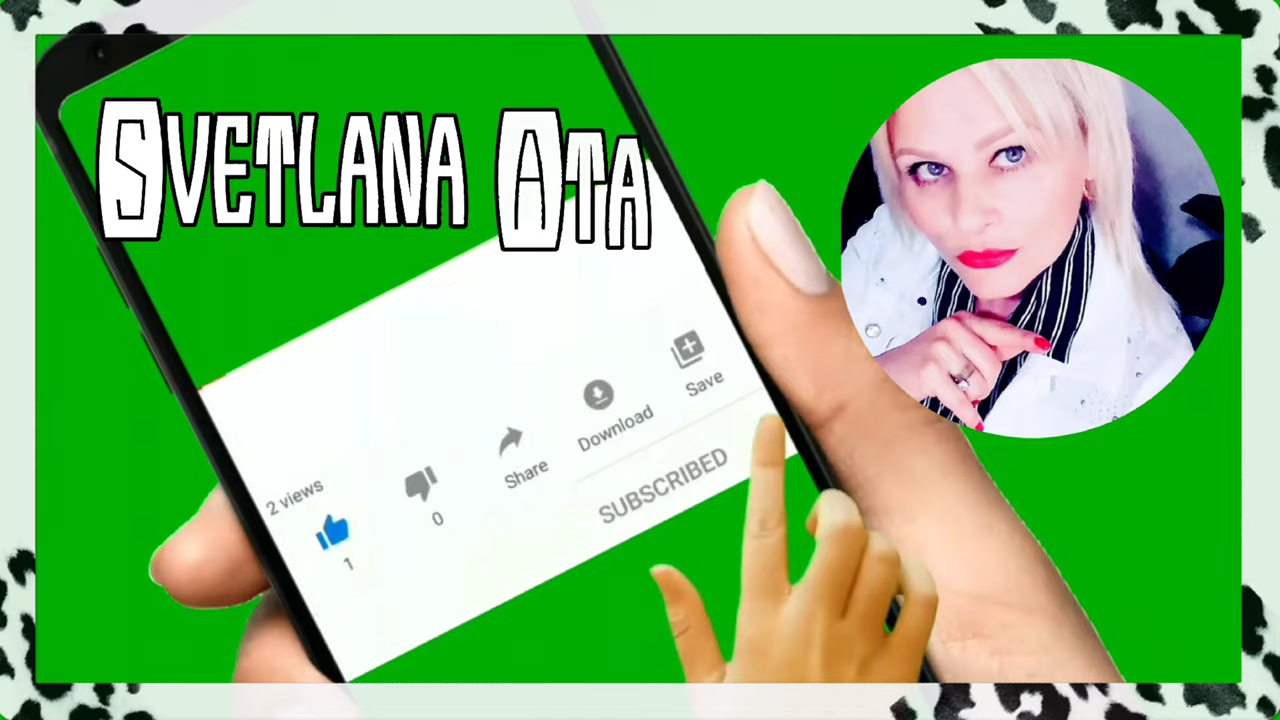 Svetlana Ata
2 views
1
0
Share
Download
Save
SUBSCRIBED